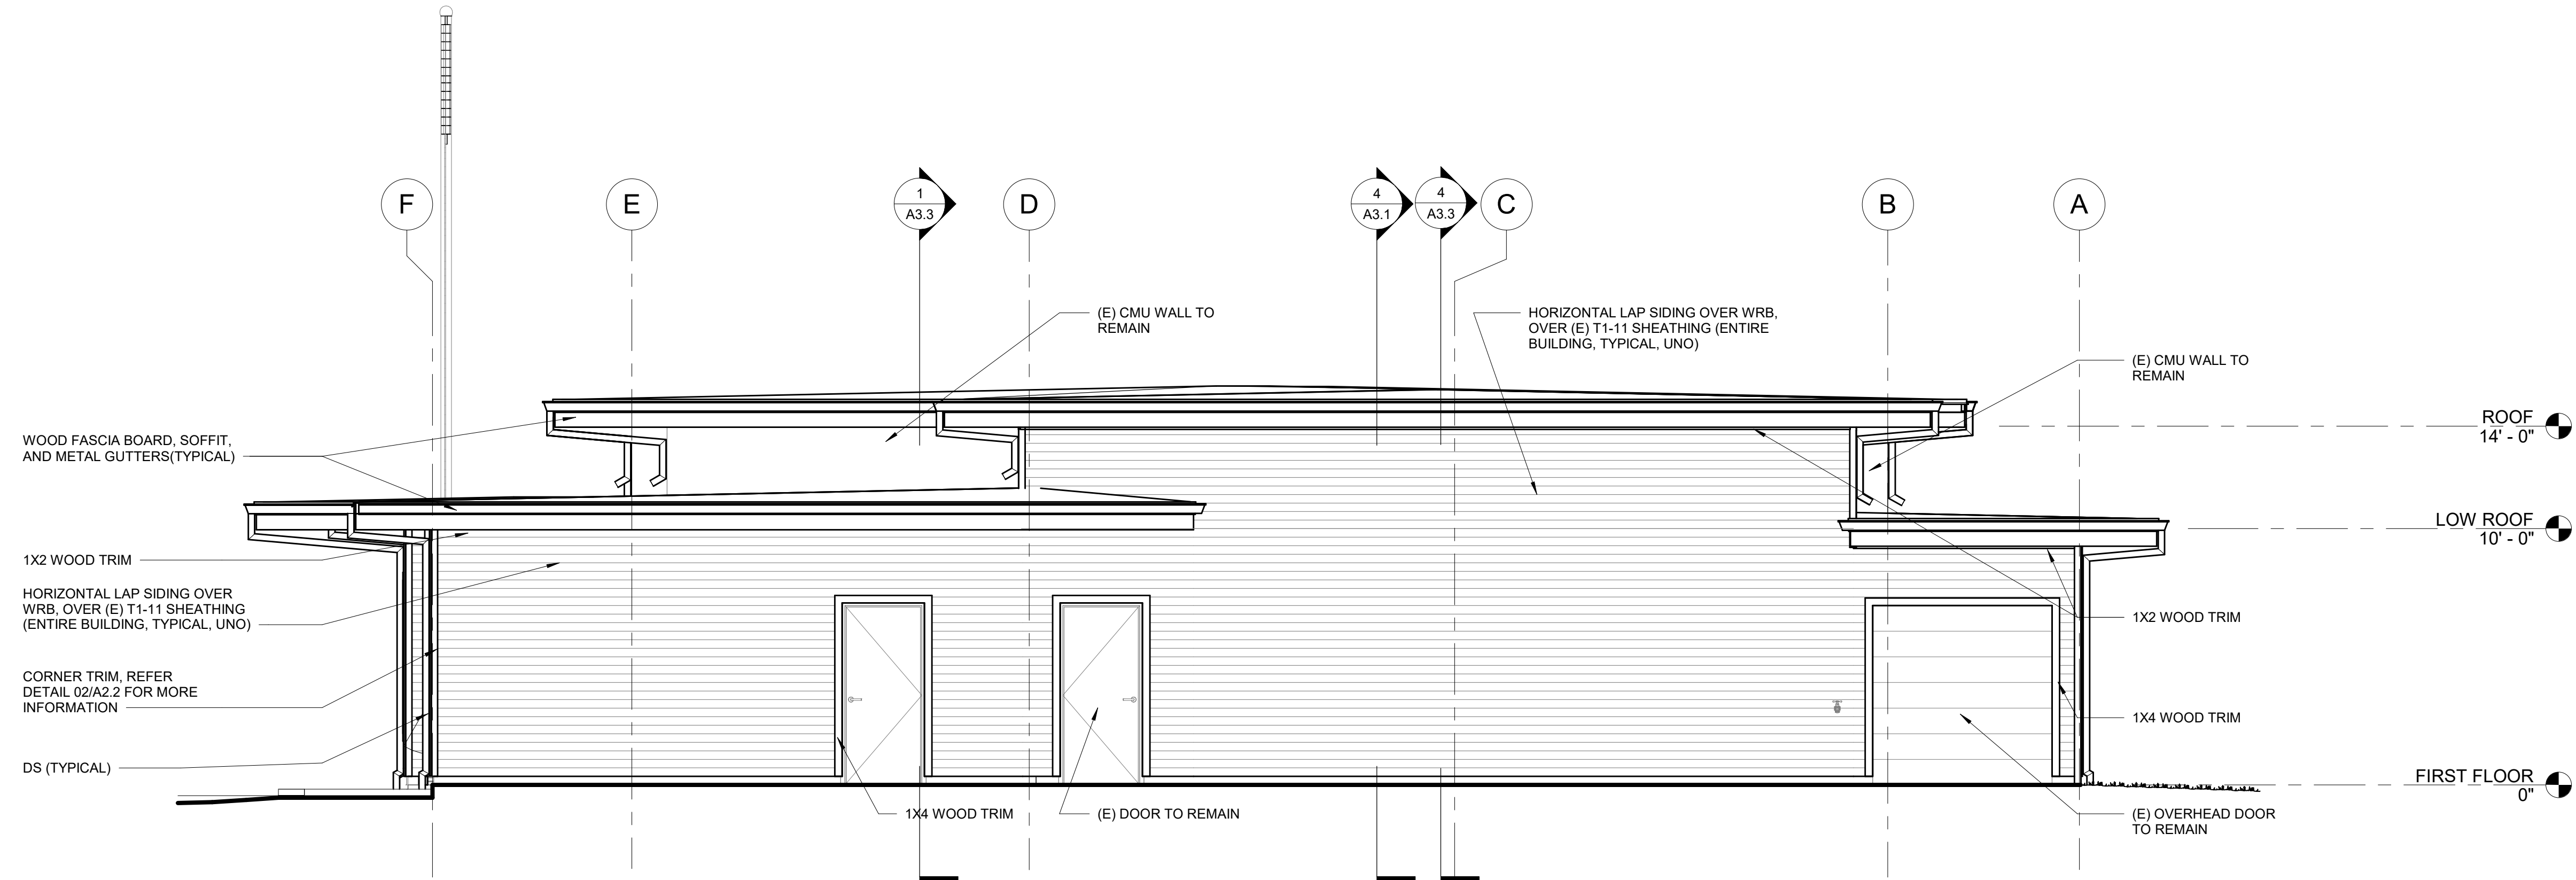 F
E
1
A3.3
D
4
A3.1
4
A3.3
C
B
A
(E) CMU WALL TO
REMAIN
HORIZONTAL LAP SIDING OVER WRB,
OVER (E) T1-11 SHEATHING (ENTIRE
BUILDING, TYPICAL, UNO)
(E) CMU WALL TO
REMAIN
ROOF
14' - 0"
WOOD FASCIA BOARD, SOFFIT,
AND METAL GUTTERS(TYPICAL)
LOW ROOF
10' - 0"
1X2 WOOD TRIM
HORIZONTAL LAP SIDING OVER
WRB, OVER (E) T1-11 SHEATHING
(ENTIRE BUILDING, TYPICAL, UNO)
1X2 WOOD TRIM
CORNER TRIM, REFER
DETAIL 02/A2.2 FOR MORE
INFORMATION
1X4 WOOD TRIM
DS (TYPICAL)
FIRST FLOOR
0"
1X4 WOOD TRIM
(E) DOOR TO REMAIN
(E) OVERHEAD DOOR
TO REMAIN